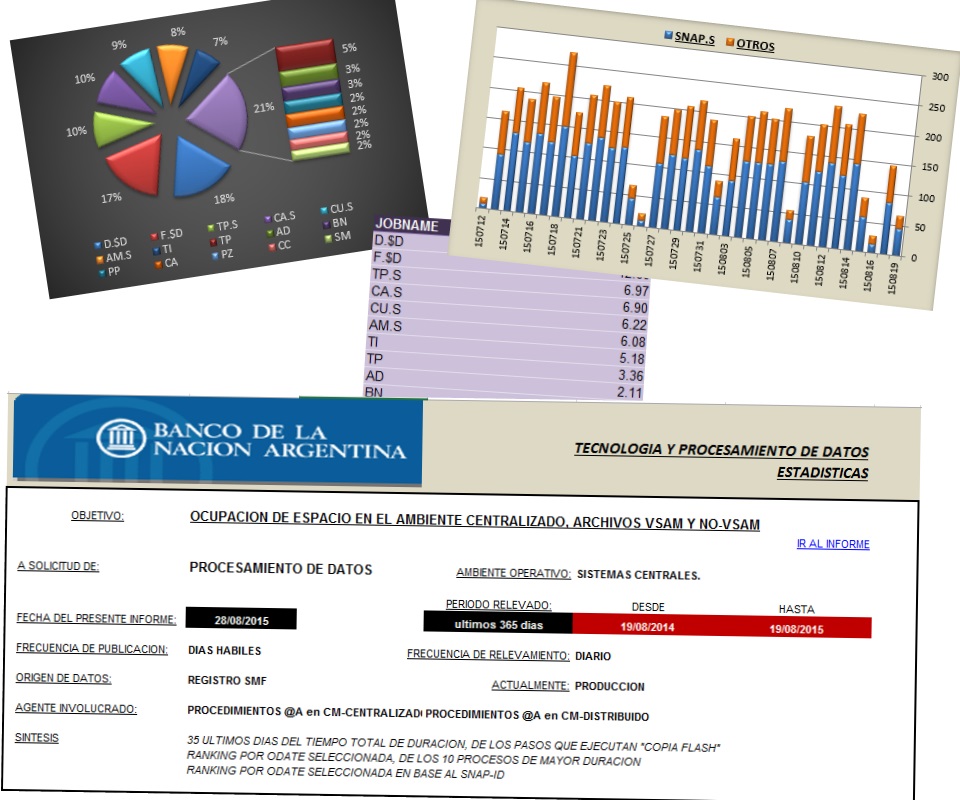 9%
8%
7%
10%
10%
17%
18%
21%
5%
3%
3%
2%
2%
2%
2%
2%
D.$D F.$D TP.S CA.S CU.S
AM.S TI TP AD BN
PP CA PZ CC SM
SNAP.S OTROS
300
250
200
150
100
50
0
150712 150714 150716 150718 150721 150723 150725 150727 150729 150731 150803 150805 150807 150810 150812 150814 150816 150819
JOBNAME
D.$D
F.$D
TP.S
CA.S 6.97
CU.S 6.90
AM.S 6.22
TI 6.08
TP 5.18
AD 3.36
BN 2.11
BANCO DE LA
NACION ARGENTINA
TECNOLOGIA Y PROCESAMIENTO DE DATOS
ESTADISTICAS
OBJETIVO: OCUPACION DE ESPACIO EN EL AMBIENTE CENTRALIZADO, ARCHIVOS VSAM Y NO-VSAM
IR AL INFORME
A SOLICITUD DE: PROCESAMIENTO DE DATOS AMBIENTE OPERATIVO: SISTEMAS CENTRALES.
PERIODO RELEVADO: DESDE HASTA
FECHA DEL PRESENTE INFORME: 28/08/2015 ultimos 365 dias 19/08/2014 19/08/2015
FRECUENCIA DE PUBLICACION: DIAS HABILES FRECUENCIA DE RELEVAMIENTO: DIARIO
ORIGEN DE DATOS: REGISTRO SMF ACTUALMENTE: PRODUCCION
AGENTE INVOLUCRADO: PROCEDIMIENTOS @A en CM-CENTRALIZAD PROCEDIMIENTOS @A en CM-DISTRIBUIDO
SINTESIS 35 ULTIMOS DIAS DEL TIEMPO TOTAL DE DURACION, DE LOS PASOS QUE EJECUTAN "COPIA FLASH"
RANKING POR ODATE SELECCIONADA, DE LOS 10 PROCESOS DE MAYOR DURACION
RANKING POR ODATE SELECCIONADA EN BASE AL SNAP-ID